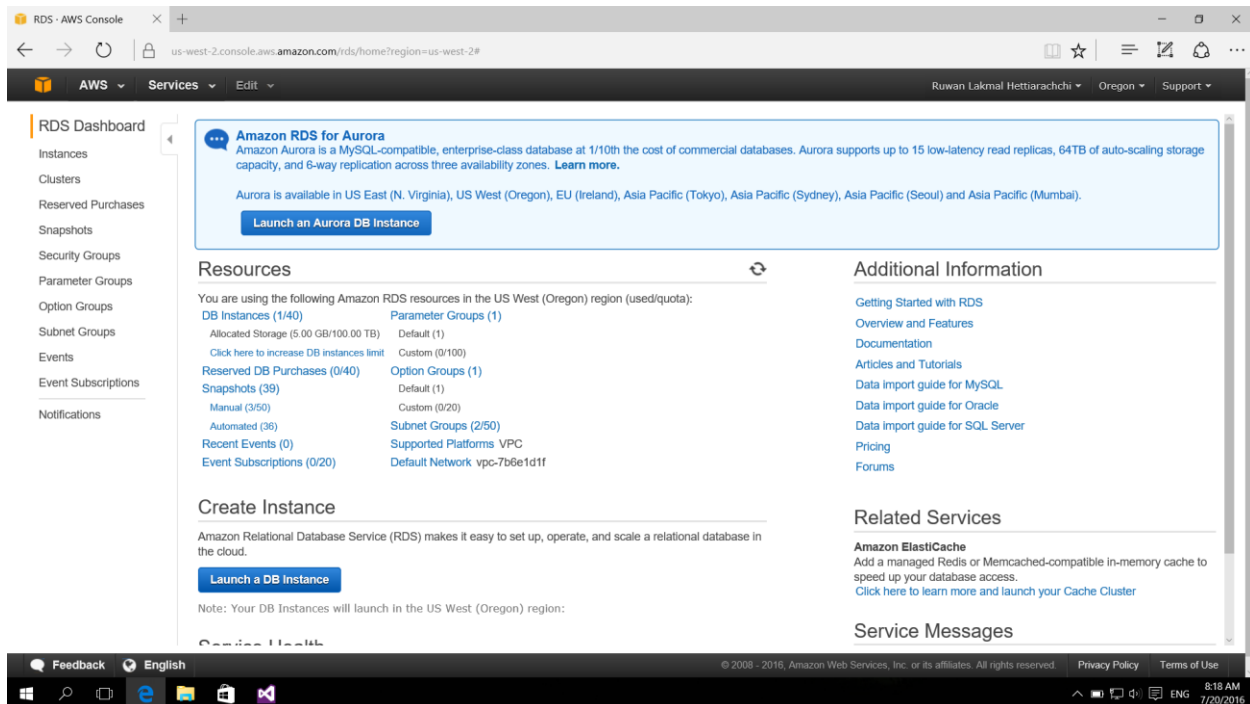 RDS · AWS Console
us-west-2.console.aws.amazon.com/rds/home?region=us-west-2#
AWS Services Edit Ruwan Lakmal Hettiarachchi Oregon Support
RDS Dashboard
Instances
Clusters
Reserved Purchases
Snapshots
Security Groups
Parameter Groups
Option Groups
Subnet Groups
Events
Event Subscriptions
Notifications
Amazon RDS for Aurora
Amazon Aurora is a MySQL-compatible, enterprise-class database at 1/10th the cost of commercial databases. Aurora supports up to 15 low-latency read replicas, 64TB of auto-scaling storage
capacity, and 6-way replication across three availability zones. Learn more.
Aurora is available in US East (N. Virginia), US West (Oregon), EU (Ireland), Asia Pacific (Tokyo), Asia Pacific (Sydney), Asia Pacific (Seoul) and Asia Pacific (Mumbai).
Launch an Aurora DB Instance
Resources
You are using the following Amazon RDS resources in the US West (Oregon) region (used/quota):
DB Instances (1/40)
Allocated Storage (5.00 GB/100.00 TB)
Click here to increase DB instances limit
Reserved DB Purchases (0/40)
Snapshots (39)
Manual (3/50)
Automated (36)
Recent Events (0)
Event Subscriptions (0/20)
Parameter Groups (1)
Default (1)
Custom (0/100)
Option Groups (1)
Default (1)
Custom (0/20)
Subnet Groups (2/50)
Supported Platforms VPC
Default Network vpc-7b6e1d1f
Create Instance
Amazon Relational Database Service (RDS) makes it easy to set up, operate, and scale a relational database in
the cloud.
Launch a DB Instance
Note: Your DB Instances will launch in the US West (Oregon) region:
Service Health
Additional Information
Getting Started with RDS
Overview and Features
Documentation
Articles and Tutorials
Data import guide for MySQL
Data import guide for Oracle
Data import guide for SQL Server
Pricing
Forums
Related Services
Amazon ElastiCache
Add a managed Redis or Memcached-compatible in-memory cache to
speed up your database access.
Click here to learn more and launch your Cache Cluster
Service Messages
Feedback English © 2008 - 2016, Amazon Web Services, Inc. or its affiliates. All rights reserved. Privacy Policy Terms of Use
ENG
8:18 AM
7/20/2016